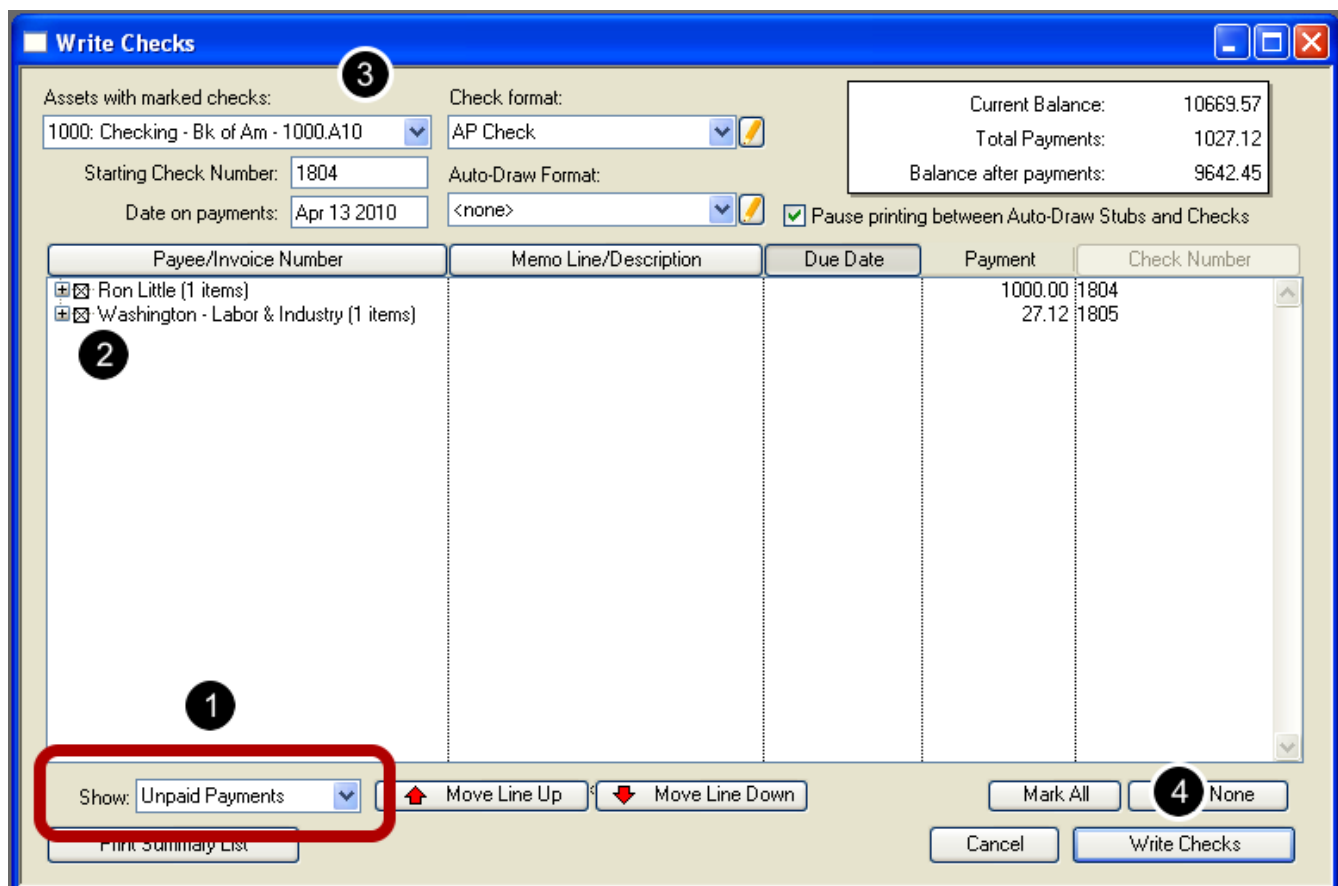 Write Checks
3
Assets with marked checks:
Check format:
1000: Checking - Bk of Am - 1000.A10
AP Check
Starting Check Number: 1804
Auto-Draw Format:
Date on payments: Apr 13 2010
<none>
Current Balance: 10669.57
Total Payments: 1027.12
Balance after payments: 9642.45
Pause printing between Auto-Draw Stubs and Checks
Payee/Invoice Number Memo Line/Description Due Date Payment Check Number
Ron Little (1 items) 1000.00 1804
Washington - Labor & Industry (1 items) 27.12 1805
2
1
Show: Unpaid Payments Move Line Up Move Line Down Mark All 4 None
Print Summary List Cancel Write Checks